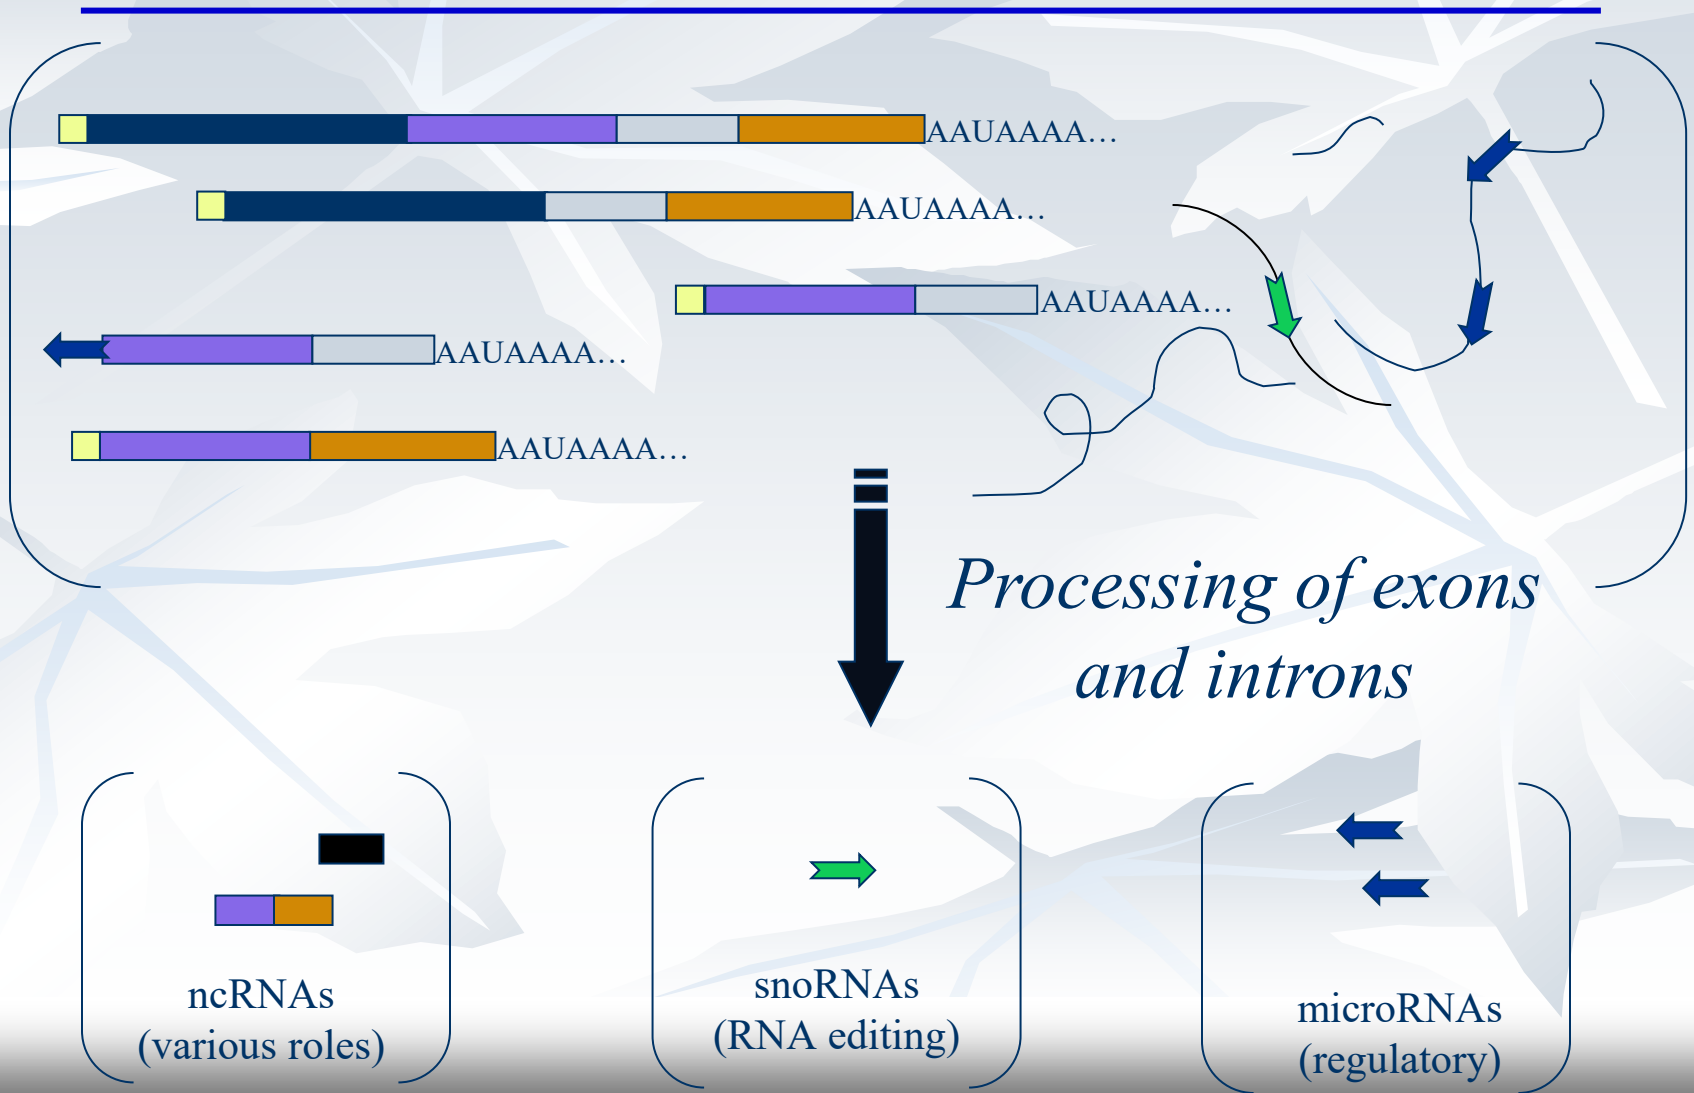 AAUAAAA…
AAUAAAA…
AAUAAAA…
AAUAAAA…
AAUAAAA…
Processing of exons
and introns
ncRNAs
(various roles)
snoRNAs
(RNA editing)
microRNAs
(regulatory)